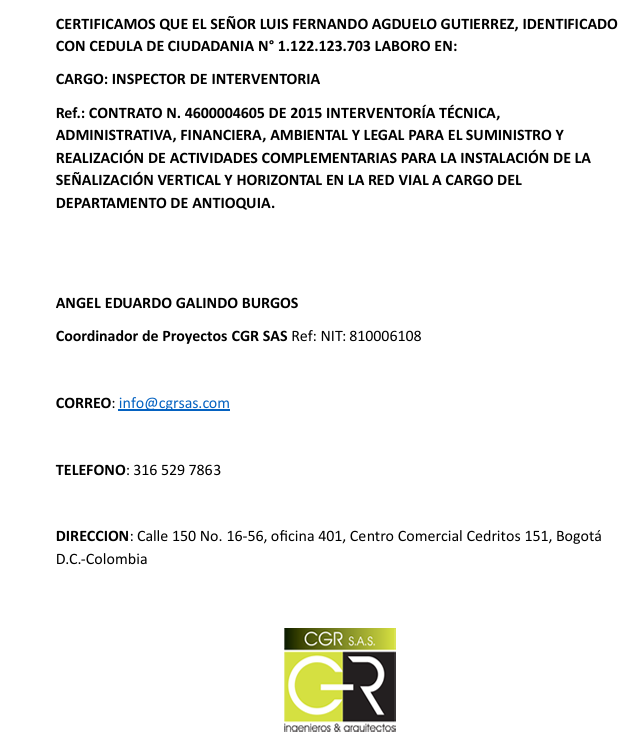 CERTIFICAMOS QUE EL SEÑOR LUIS FERNANDO AGDUELO GUTIERREZ, IDENTIFICADO
CON CEDULA DE CIUDADANIA N° 1.122.123.703 LABORO EN:
CARGO: INSPECTOR DE INTERVENTORIA
Ref.: CONTRATO N. 4600004605 DE 2015 INTERVENTORÍA TÉCNICA,
ADMINISTRATIVA, FINANCIERA, AMBIENTAL Y LEGAL PARA EL SUMINISTRO Y
REALIZACIÓN DE ACTIVIDADES COMPLEMENTARIAS PARA LA INSTALACIÓN DE LA
SEÑALIZACIÓN VERTICAL Y HORIZONTAL EN LA RED VIAL A CARGO DEL
DEPARTAMENTO DE ANTIOQUIA.
ANGEL EDUARDO GALINDO BURGOS
Coordinador de Proyectos CGR SAS Ref: NIT: 810006108
CORREO: info@cgrsas.com
TELEFONO: 316 529 7863
DIRECCION: Calle 150 No. 16-56, oficina 401, Centro Comercial Cedritos 151, Bogotá
D.C.-Colombia
CGR S.A.S.
GR
ingenieros & arquitectos